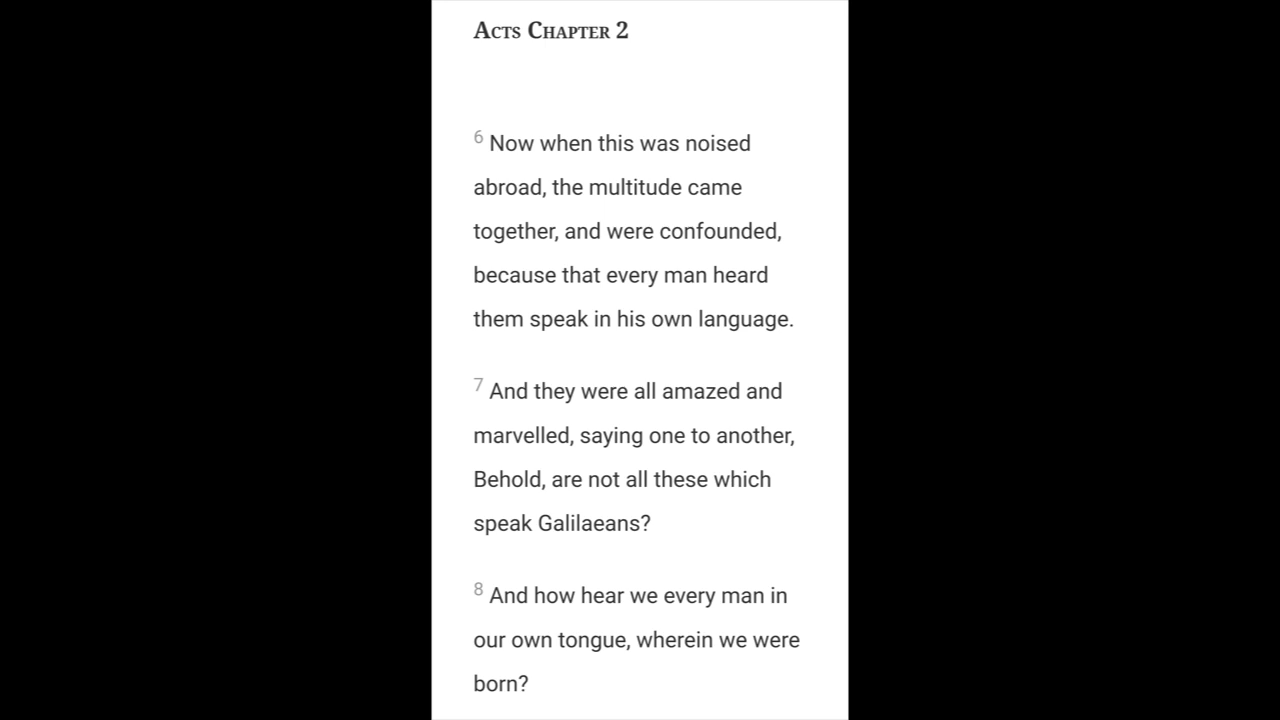 Acts Chapter 2
6 Now when this was noised
abroad, the multitude came
together, and were confounded,
because that every man heard
them speak in his own language.
7 And they were all amazed and
marvelled, saying one to another,
Behold, are not all these which
speak Galilaeans?
8 And how hear we every man in
our own tongue, wherein we were
born?